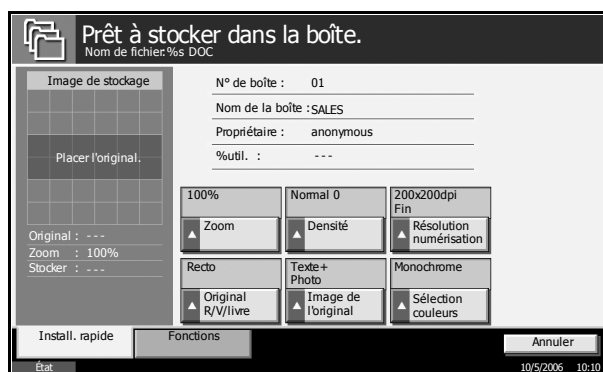 Prêt à stocker dans la boîte.
Nom de fichier:%s DOC
Image de stockage
Placer l'original.
Original : ---
Zoom : 100%
Stocker : ---
N° de boîte : 01
Nom de la boîte : SALES
Propriétaire : anonymous
%util. : ---
100%
Zoom
Normal 0
Densité
200x200dpi
Fin
Résolution
numérisation
Recto
Original
R/V/livre
Texte+
Photo
Image de
l'original
Monochrome
Sélection
couleurs
Install. rapide
Fonctions
Annuler
État
10/5/2006 10:10